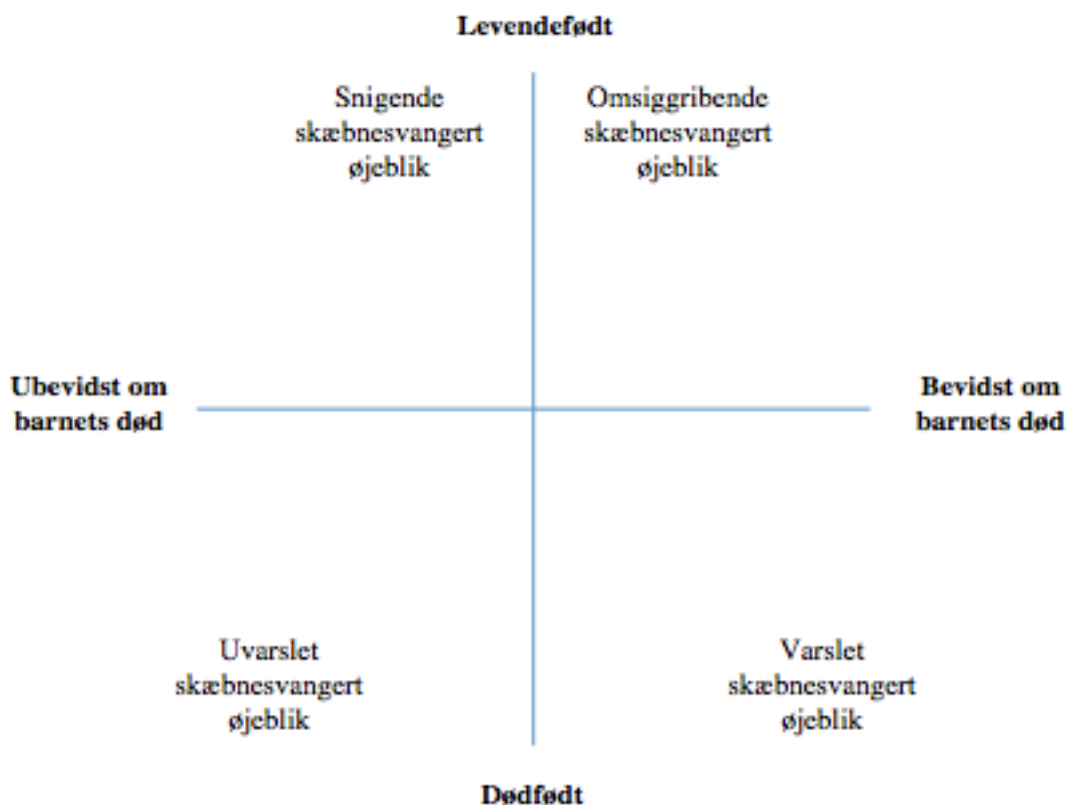 Levendefødt
Snigende
skæbnesvangert
øjeblik
Omsiggribende
skæbnesvangert
øjeblik
Ubevidst om
barnets død
Bevidst om
barnets død
Uvarslet
skæbnesvangert
øjeblik
Varslet
skæbnesvangert
øjeblik
Dødfødt